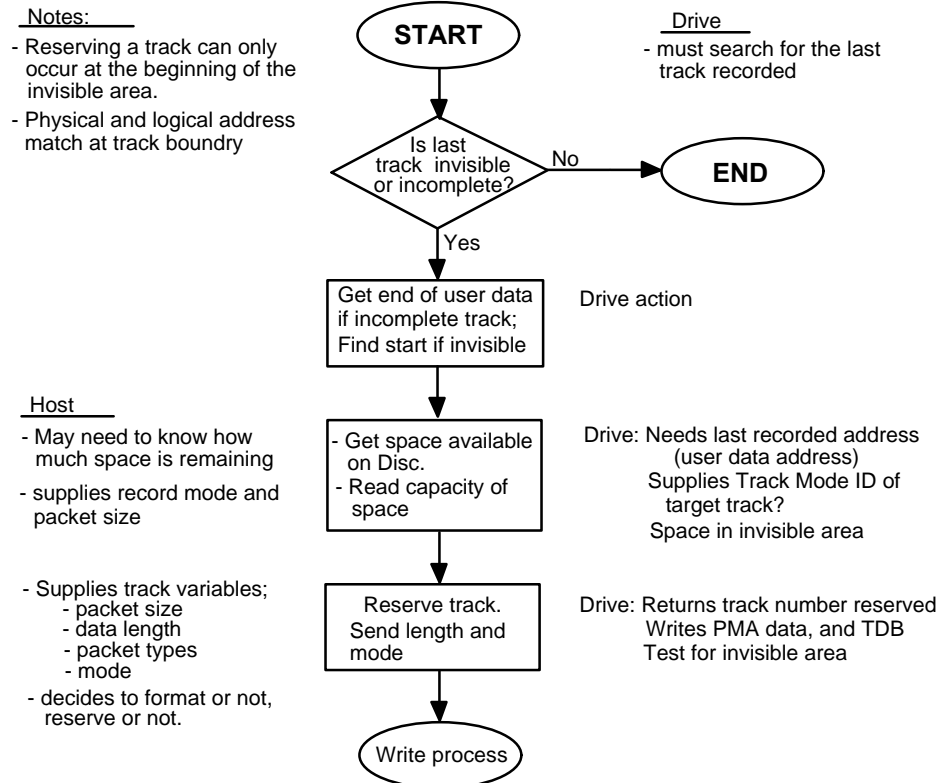 Notes:
- Reserving a track can only
occur at the beginning of the
invisible area.
- Physical and logical address
match at track boundry
START
Drive
- must search for the last
track recorded
Is last
track invisible
or incomplete?
No
END
Yes
Get end of user data
if incomplete track;
Find start if invisible
Drive action
Host
- May need to know how
much space is remaining
- supplies record mode and
packet size
- Get space available
on Disc.
- Read capacity of
space
Drive: Needs last recorded address
(user data address)
Supplies Track Mode ID of
target track?
Space in invisible area
- Supplies track variables;
- packet size
- data length
- packet types
- mode
- decides to format or not,
reserve or not.
Reserve track.
Send length and
mode
Drive: Returns track number reserved
Writes PMA data, and TDB
Test for invisible area
Write process